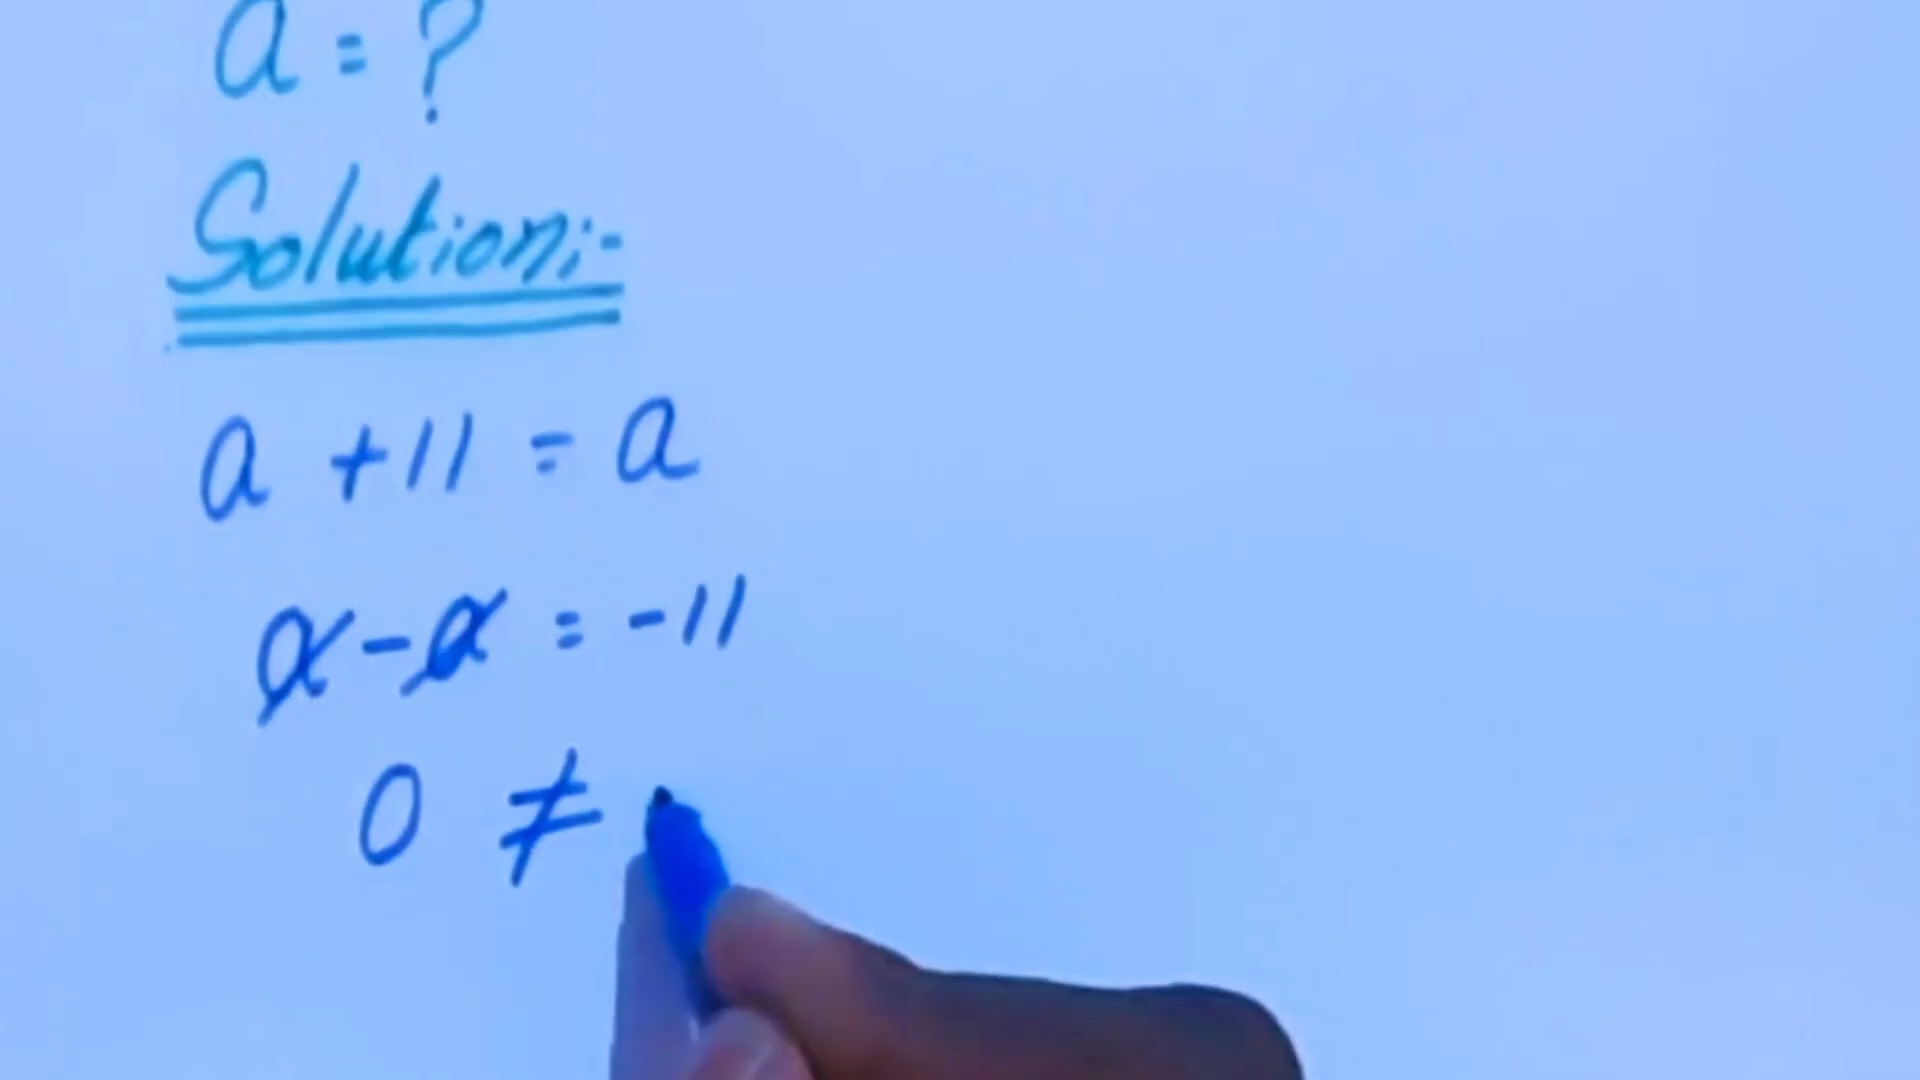 a = ?
Solution:-
a + 11 = a
a - a = -11
0 ≠